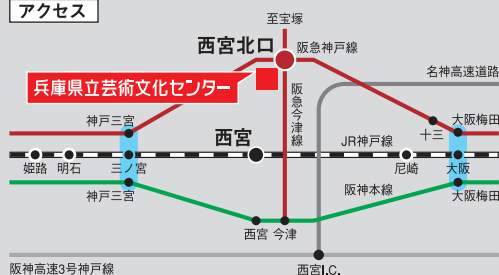 アクセス
至宝塚
西宮北口
阪急神戸線
名神高速道路
兵庫県立芸術文化センター
阪急今津線
神戸三宮
十三
大阪梅田
西宮
JR神戸線
姫路
明石
三ノ宮
尼崎
大阪
神戸三宮
阪神本線
大阪梅田
西宮
今津
阪神高速3号神戸線
西宮I.C.